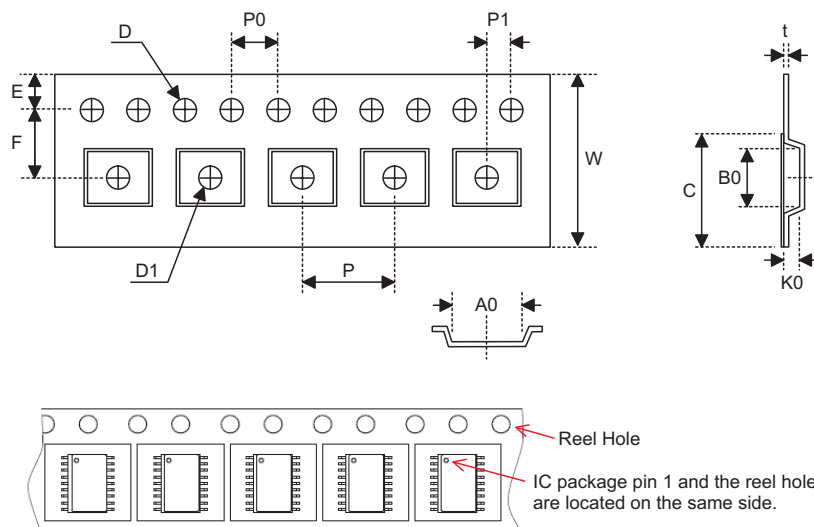 D
P0
P1
t
E
F
W
C
B0
D1
P
K0
A0
Reel Hole
IC package pin 1 and the reel hole
are located on the same side.